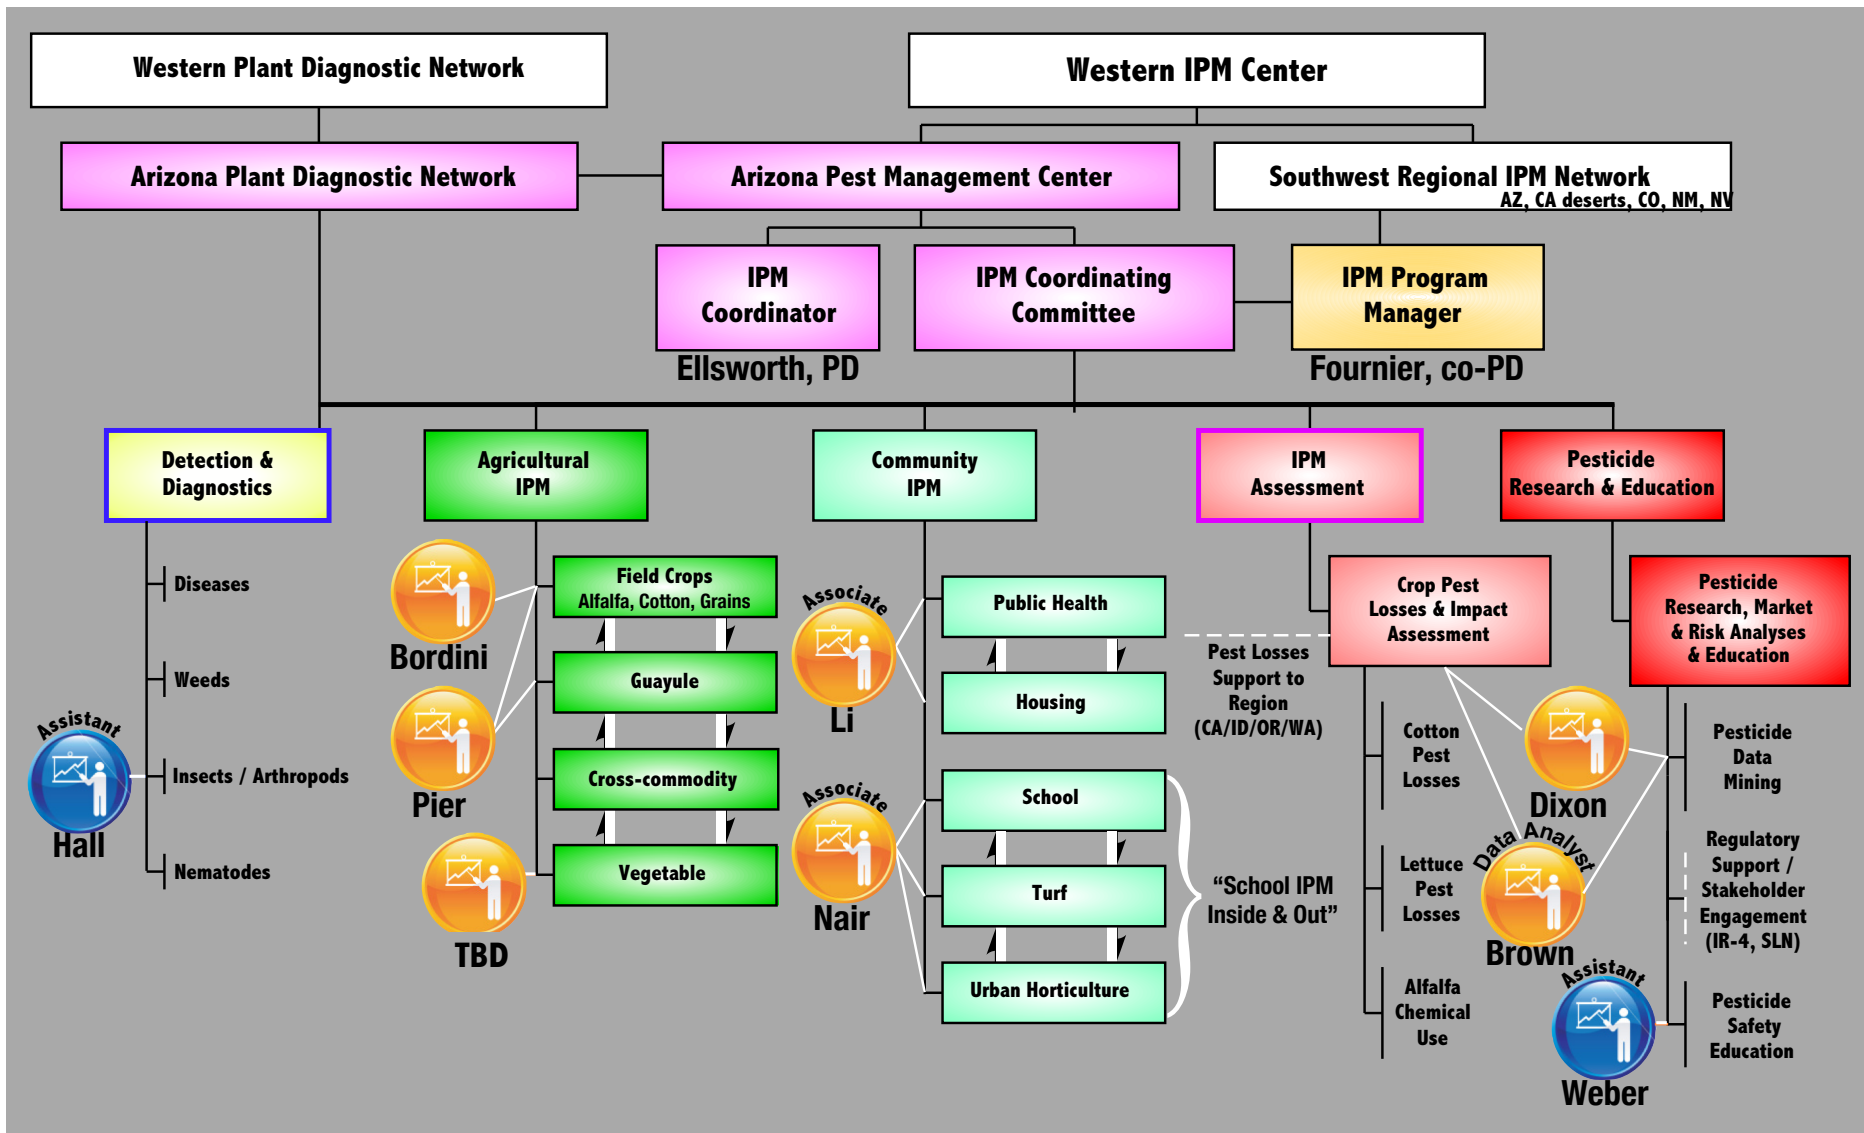 Western Plant Diagnostic Network
Western IPM Center
Arizona Plant Diagnostic Network
Arizona Pest Management Center
Southwest Regional IPM Network
AZ, CA deserts, CO, NM, NV
IPM
Coordinator
Ellsworth, PD
IPM Coordinating
Committee
IPM Program
Manager
Fournier, co-PD
Detection &
Diagnostics
Diseases
Weeds
Insects / Arthropods
Nematodes
Assistant
Hall
Agricultural
IPM
Field Crops
Alfalfa, Cotton, Grains
Guayule
Cross-commodity
Vegetable
Bordini
Pier
TBD
Community
IPM
Public Health
Housing
School
Turf
Urban Horticulture
Associate
Li
Associate
Nair
“School IPM
Inside & Out”
IPM
Assessment
Crop Pest
Losses & Impact
Assessment
Pest Losses
Support to
Region
(CA/ID/OR/WA)
Cotton
Pest
Losses
Lettuce
Pest
Losses
Alfalfa
Chemical
Use
Dixon
Data Analyst
Brown
Assistant
Weber
Pesticide
Research & Education
Pesticide
Research, Market
& Risk Analyses
& Education
Pesticide
Data
Mining
Regulatory
Support /
Stakeholder
Engagement
(IR-4, SLN)
Pesticide
Safety
Education